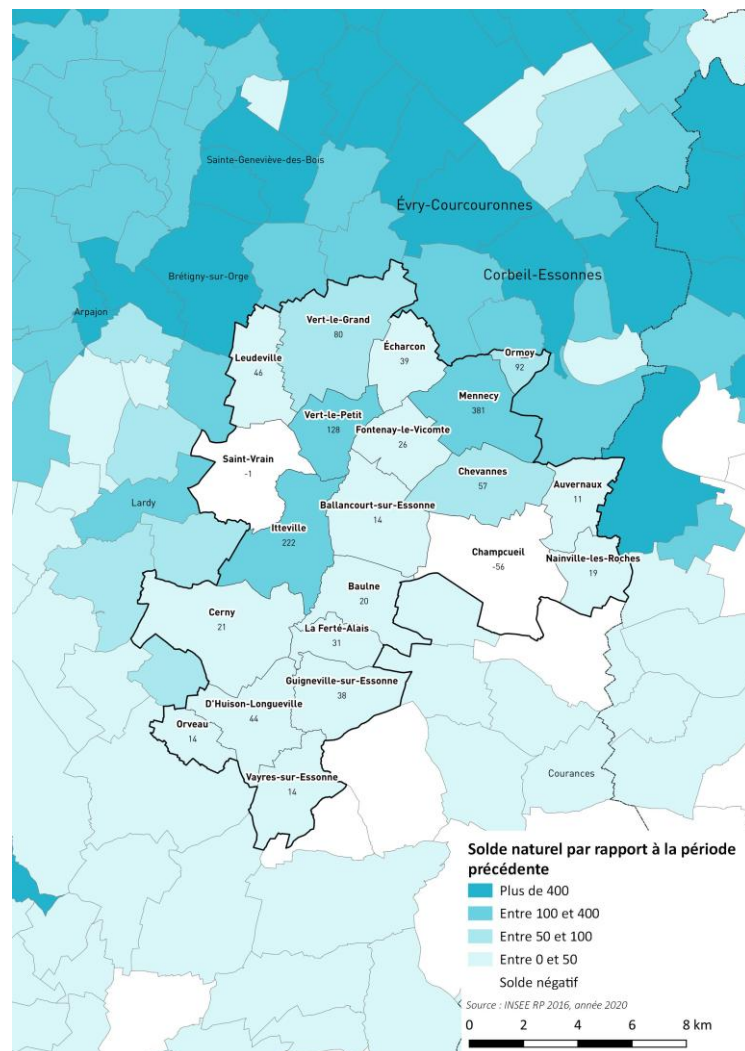 Sainte-Geneviève-des-Bois
Évry-Courcouronnes
Corbeil-Essonnes
Brétigny-sur-Orge
Arpajon
Vert-le-Grand
80
Écharcon
39
Leudeville
46
Ormoy
92
Mennecy
381
Vert-le-Petit
128
Fontenay-le-Vicomte
26
Saint-Vrain
-1
Chevannes
57
Auvernaux
11
Lardy
Ballancourt-sur-Essonne
14
Itteville
222
Champcueil
-56
Nainville-les-Roches
19
Baulne
20
Cerny
21
La Ferté-Alais
31
Guigneville-sur-Essonne
38
D'Huison-Longueville
44
Orveau
14
Vayres-sur-Essonne
14
Courances
Solde naturel par rapport à la période
précédente
Plus de 400
Entre 100 et 400
Entre 50 et 100
Entre 0 et 50
Solde négatif
Source : INSEE RP 2016, année 2020
0 2 4 6 8 km